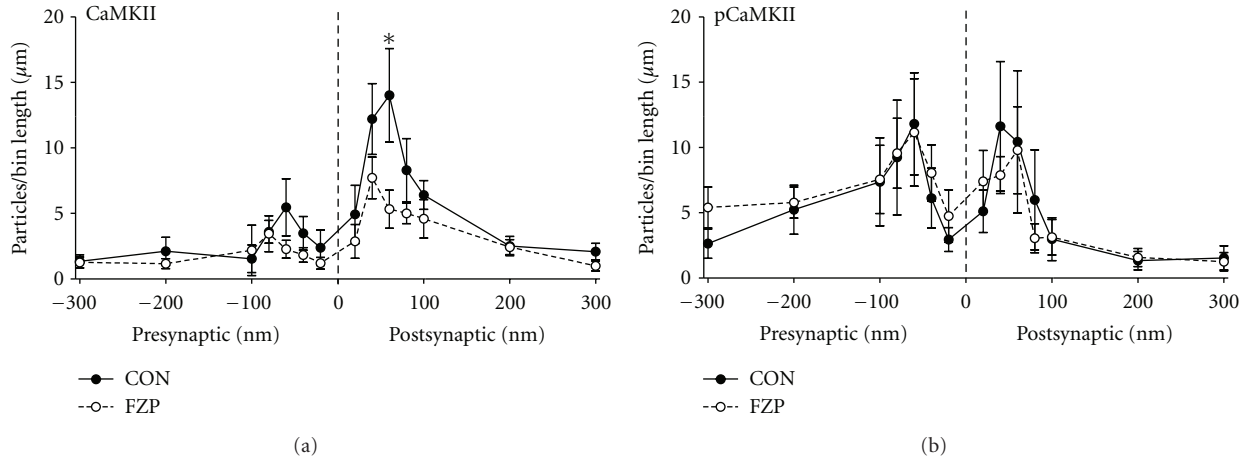 CaMKII
20
15
10
5
0
Particles/bin length (μm)
*
−300 −200 −100 0 100 200 300
Presynaptic (nm) Postsynaptic (nm)
CON
FZP
(a)
pCaMKII
20
15
10
5
0
Particles/bin length (μm)
−300 −200 −100 0 100 200 300
Presynaptic (nm) Postsynaptic (nm)
CON
FZP
(b)